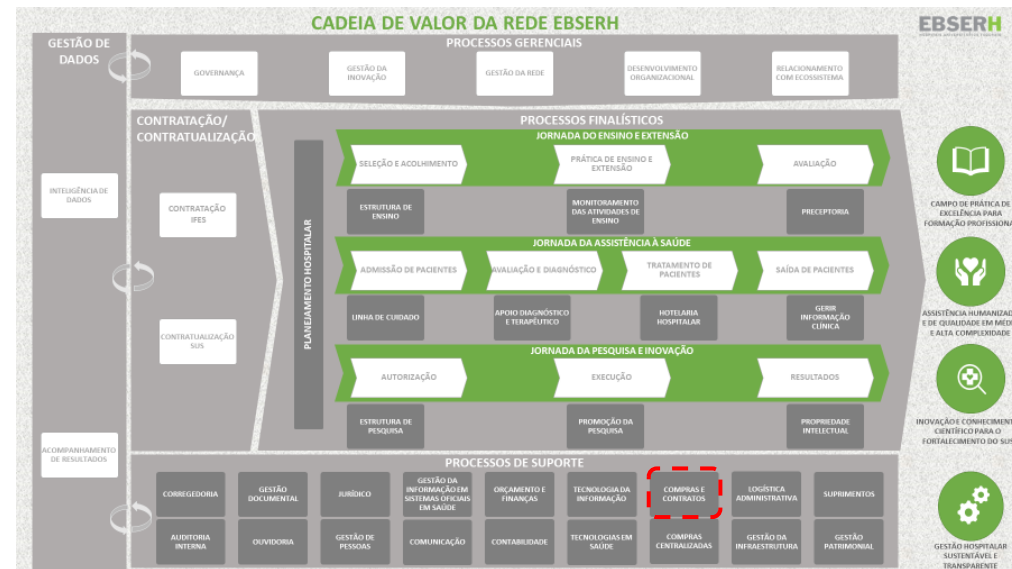 CADEIA DE VALOR DA REDE EBSERH
EBSERH
GESTÃO DE
DADOS
INTELIGÊNCIA DE
DADOS
ACOMPANHAMENTO
DE RESULTADOS
PROCESSOS GERENCIAIS
GOVERNANÇA
GESTÃO DA
INOVAÇÃO
GESTÃO DA REDE
DESENVOLVIMENTO
ORGANIZACIONAL
RELACIONAMENTO
COM ECOSSISTEMA
CONTRATAÇÃO/
CONTRATUALIZAÇÃO
CONTRATAÇÃO
IFES
CONTRATUALIZAÇÃO
SUS
PROCESSOS FINALÍSTICOS
PLANEJAMENTO HOSPITALAR
JORNADA DO ENSINO E EXTENSÃO
SELEÇÃO E ACOLHIMENTO
PRÁTICA DE ENSINO E
EXTENSÃO
AVALIAÇÃO
ESTRUTURA DE
ENSINO
MONITORAMENTO
DAS ATIVIDADES DE
ENSINO
PRECEPTORIA
JORNADA DA ASSISTÊNCIA À SAÚDE
ADMISSÃO DE PACIENTES
AVALIAÇÃO E DIAGNÓSTICO
TRATAMENTO DE
PACIENTES
SAÍDA DE PACIENTES
LINHA DE CUIDADO
APOIO DIAGNÓSTICO
E TERAPÊUTICO
HOTELARIA
HOSPITALAR
GERIR
INFORMAÇÃO
CLÍNICA
JORNADA DA PESQUISA E INOVAÇÃO
AUTORIZAÇÃO
EXECUÇÃO
RESULTADOS
ESTRUTURA DE
PESQUISA
PROMOÇÃO DA
PESQUISA
PROPRIEDADE
INTELECTUAL
PROCESSOS DE SUPORTE
CORREGEDORIA
GESTÃO
DOCUMENTAL
JURÍDICO
GESTÃO DA
INFORMAÇÃO EM
SISTEMAS OFICIAIS
EM SAÚDE
ORÇAMENTO E
FINANÇAS
TECNOLOGIA DA
INFORMAÇÃO
COMPRAS E
CONTRATOS
LOGÍSTICA
ADMINISTRATIVA
SUPRIMENTOS
AUDITORIA
INTERNA
OUVIDORIA
GESTÃO DE
PESSOAS
COMUNICAÇÃO
CONTABILIDADE
TECNOLOGIAS EM
SAÚDE
COMPRAS
CENTRALIZADAS
GESTÃO DA
INFRAESTRUTURA
GESTÃO
PATRIMONIAL
CAMPO DE PRÁTICA DE
EXCELÊNCIA PARA
FORMAÇÃO PROFISSIONA
ASSISTÊNCIA HUMANIZAD
E DE QUALIDADE EM MÉD
E ALTA COMPLEXIDADE
INOVAÇÃO E CONHECIMEN
CIENTÍFICO PARA O
FORTALECIMENTO DO SUS
GESTÃO HOSPITALAR
SUSTENTÁVEL E
TRANSPARENTE